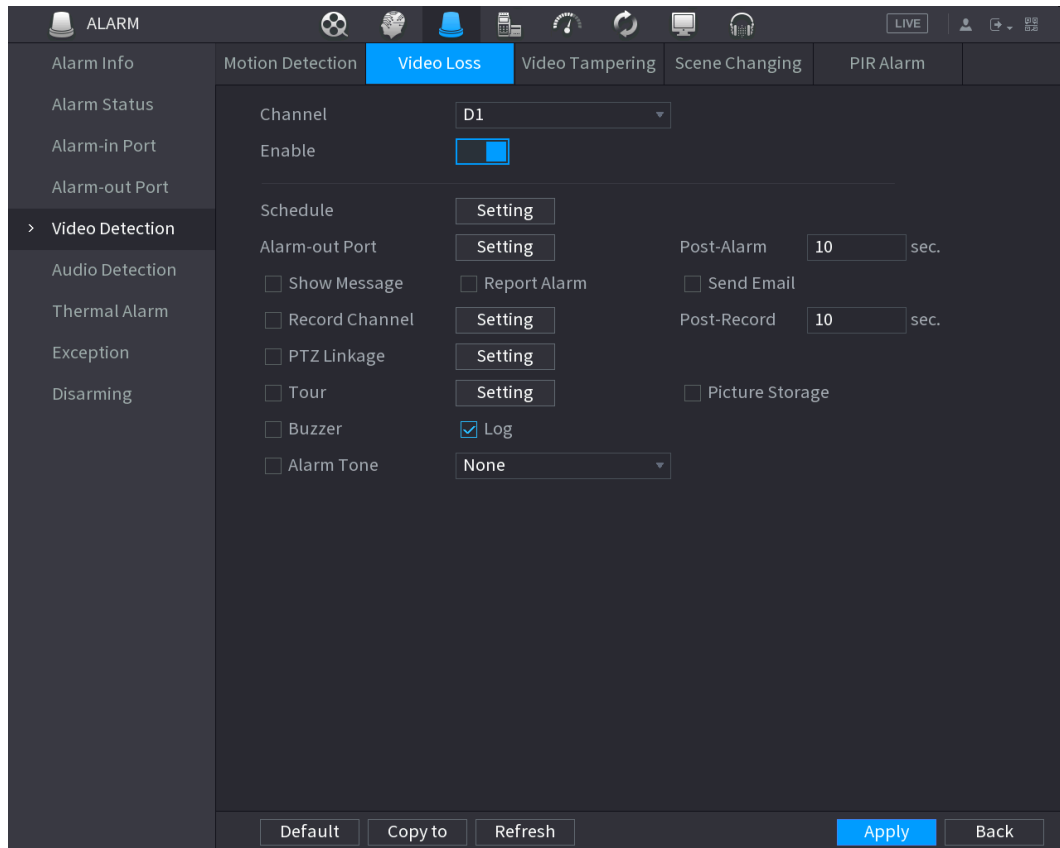 ALARM LIVE
Alarm Info
Alarm Status
Alarm-in Port
Alarm-out Port
> Video Detection
Audio Detection
Thermal Alarm
Exception
Disarming
Motion Detection Video Loss Video Tampering Scene Changing PIR Alarm
Channel D1
Enable
Schedule Setting
Alarm-out Port Setting Post-Alarm 10 sec.
Show Message Report Alarm Send Email
Record Channel Setting Post-Record 10 sec.
PTZ Linkage Setting
Tour Setting Picture Storage
Buzzer Log
Alarm Tone None
Default Copy to Refresh Apply Back